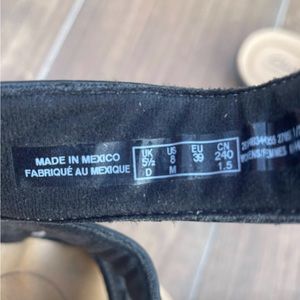 MADE IN MEXICO
FABRIQUÉ AU MEXIQUE
UK US EU CN
5½ 8 39 240
D M 1.5